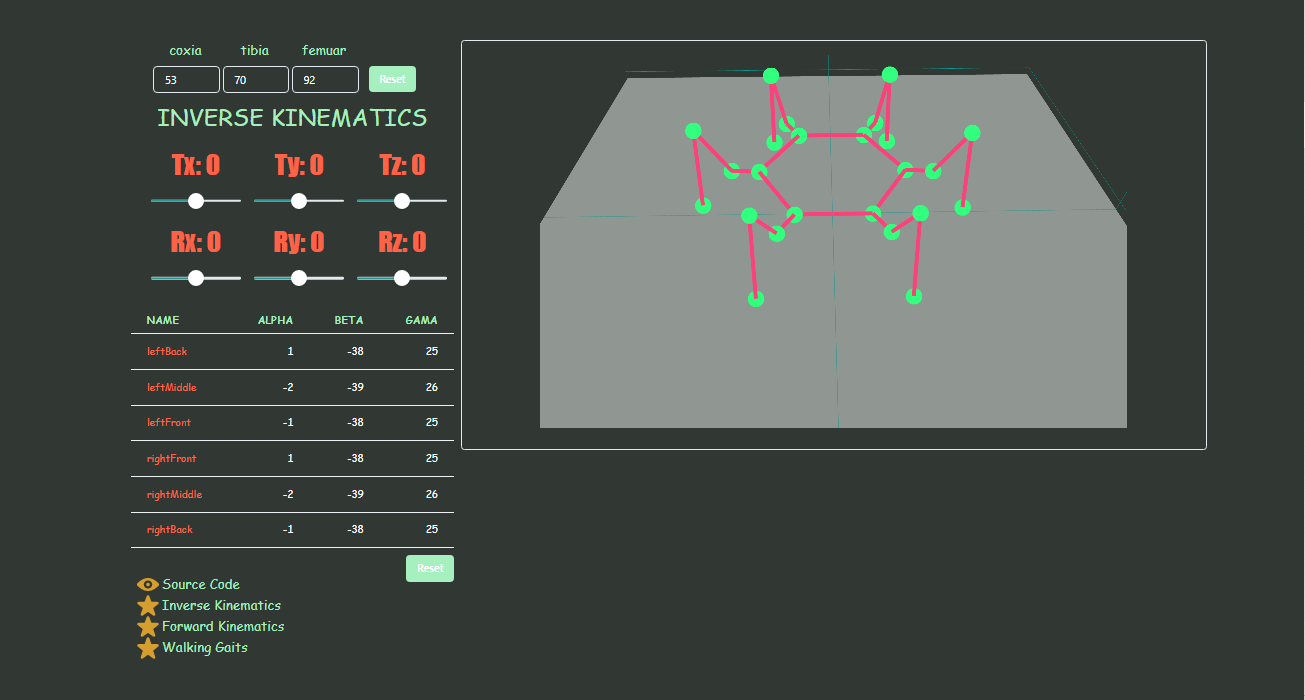 coxia tibia femuar
53 70 92 Reset
INVERSE KINEMATICS
Tx: 0 Ty: 0 Tz: 0
Rx: 0 Ry: 0 Rz: 0
NAME ALPHA BETA GAMA
leftBack 1 -38 25
leftMiddle -2 -39 26
leftFront -1 -38 25
rightFront 1 -38 25
rightMiddle -2 -39 26
rightBack -1 -38 25
Reset
Source Code
Inverse Kinematics
Forward Kinematics
Walking Gaits